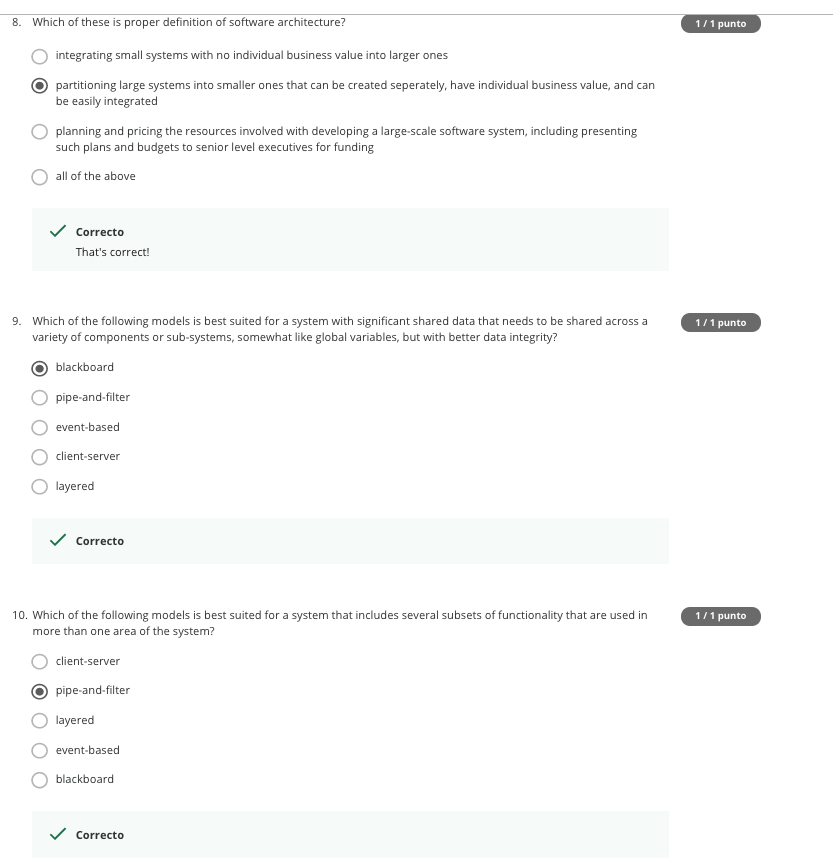 8. Which of these is proper definition of software architecture?
1 / 1 punto
integrating small systems with no individual business value into larger ones
partitioning large systems into smaller ones that can be created seperately, have individual business value, and can
be easily integrated
planning and pricing the resources involved with developing a large-scale software system, including presenting
such plans and budgets to senior level executives for funding
all of the above
Correcto
That's correct!
9. Which of the following models is best suited for a system with significant shared data that needs to be shared across a
1 / 1 punto
variety of components or sub-systems, somewhat like global variables, but with better data integrity?
blackboard
pipe-and-filter
event-based
client-server
layered
Correcto
10. Which of the following models is best suited for a system that includes several subsets of functionality that are used in
1 / 1 punto
more than one area of the system?
client-server
pipe-and-filter
layered
event-based
blackboard
Correcto